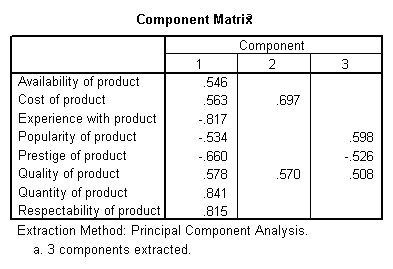 Component Matrix a
Component
1 2 3
Availability of product .546
Cost of product .563 .697
Experience with product -.817
Popularity of product -.534 .598
Prestige of product -.660 -.526
Quality of product .578 .570 .508
Quantity of product .841
Respectability of product .815
Extraction Method: Principal Component Analysis.
a. 3 components extracted.